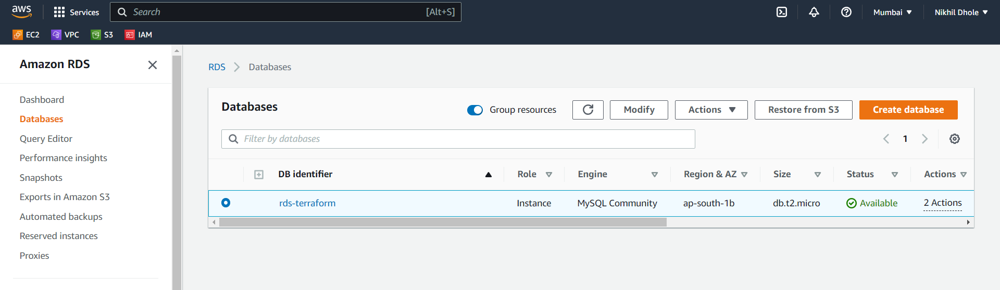 aws
Services
Search
[Alt+S]
Mumbai
Nikhil Dhole
EC2
VPC
S3
IAM
Amazon RDS
Dashboard
Databases
Query Editor
Performance insights
Snapshots
Exports in Amazon S3
Automated backups
Reserved instances
Proxies
RDS
Databases
Databases
Group resources
Modify
Actions
Restore from S3
Create database
Filter by databases
1
DB identifier
Role
Engine
Region & AZ
Size
Status
Actions
rds-terraform
Instance
MySQL Community
ap-south-1b
db.t2.micro
Available
2 Actions